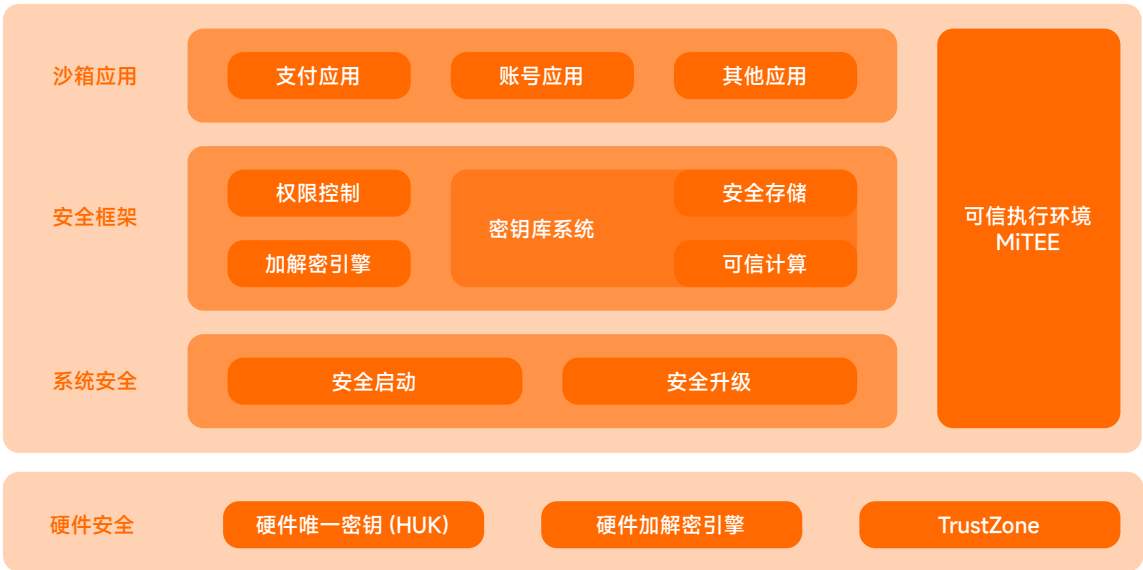 沙箱应用
支付应用
账号应用
其他应用
安全框架
权限控制
加解密引擎
密钥库系统
安全存储
可信计算
系统安全
安全启动
安全升级
可信执行环境
MiTEE
硬件安全
硬件唯一密钥 (HUK)
硬件加解密引擎
TrustZone